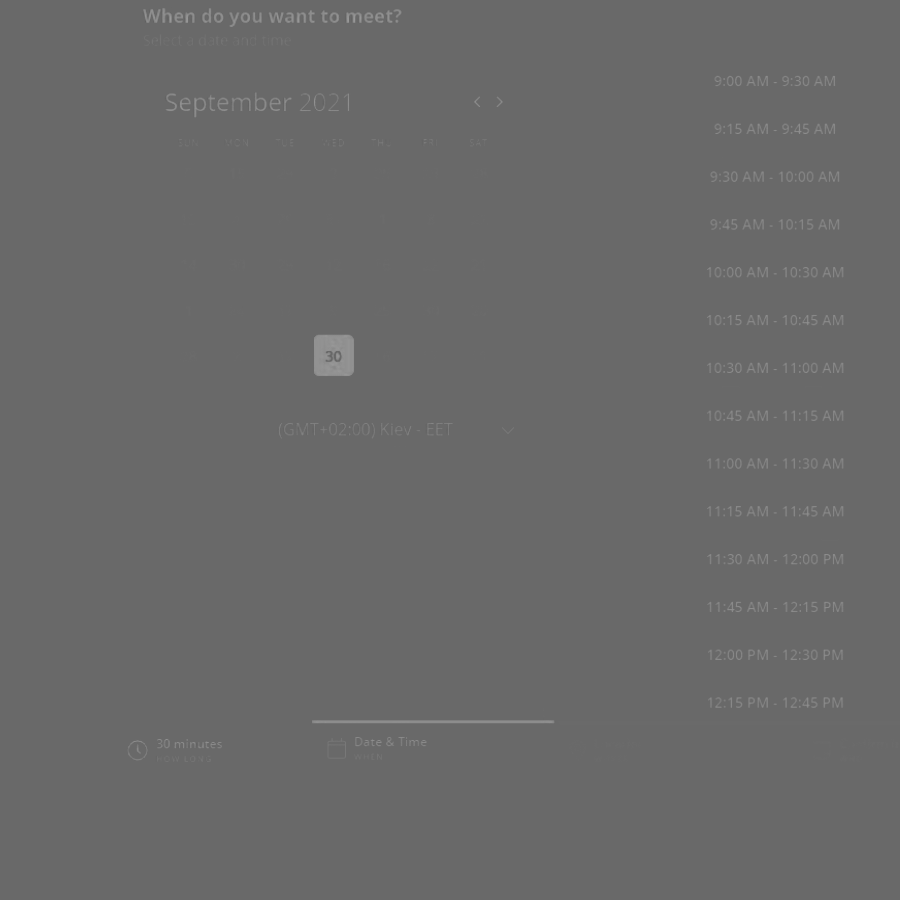 When do you want to meet?
Select a date and time
September 2021
SUN MON TUE WED THU FRI SAT
30
(GMT+02:00) Kiev - EET
9:00 AM - 9:30 AM
9:15 AM - 9:45 AM
9:30 AM - 10:00 AM
9:45 AM - 10:15 AM
10:00 AM - 10:30 AM
10:15 AM - 10:45 AM
10:30 AM - 11:00 AM
10:45 AM - 11:15 AM
11:00 AM - 11:30 AM
11:15 AM - 11:45 AM
11:30 AM - 12:00 PM
11:45 AM - 12:15 PM
12:00 PM - 12:30 PM
12:15 PM - 12:45 PM
30 minutes
HOW LONG
Date & Time
WHEN